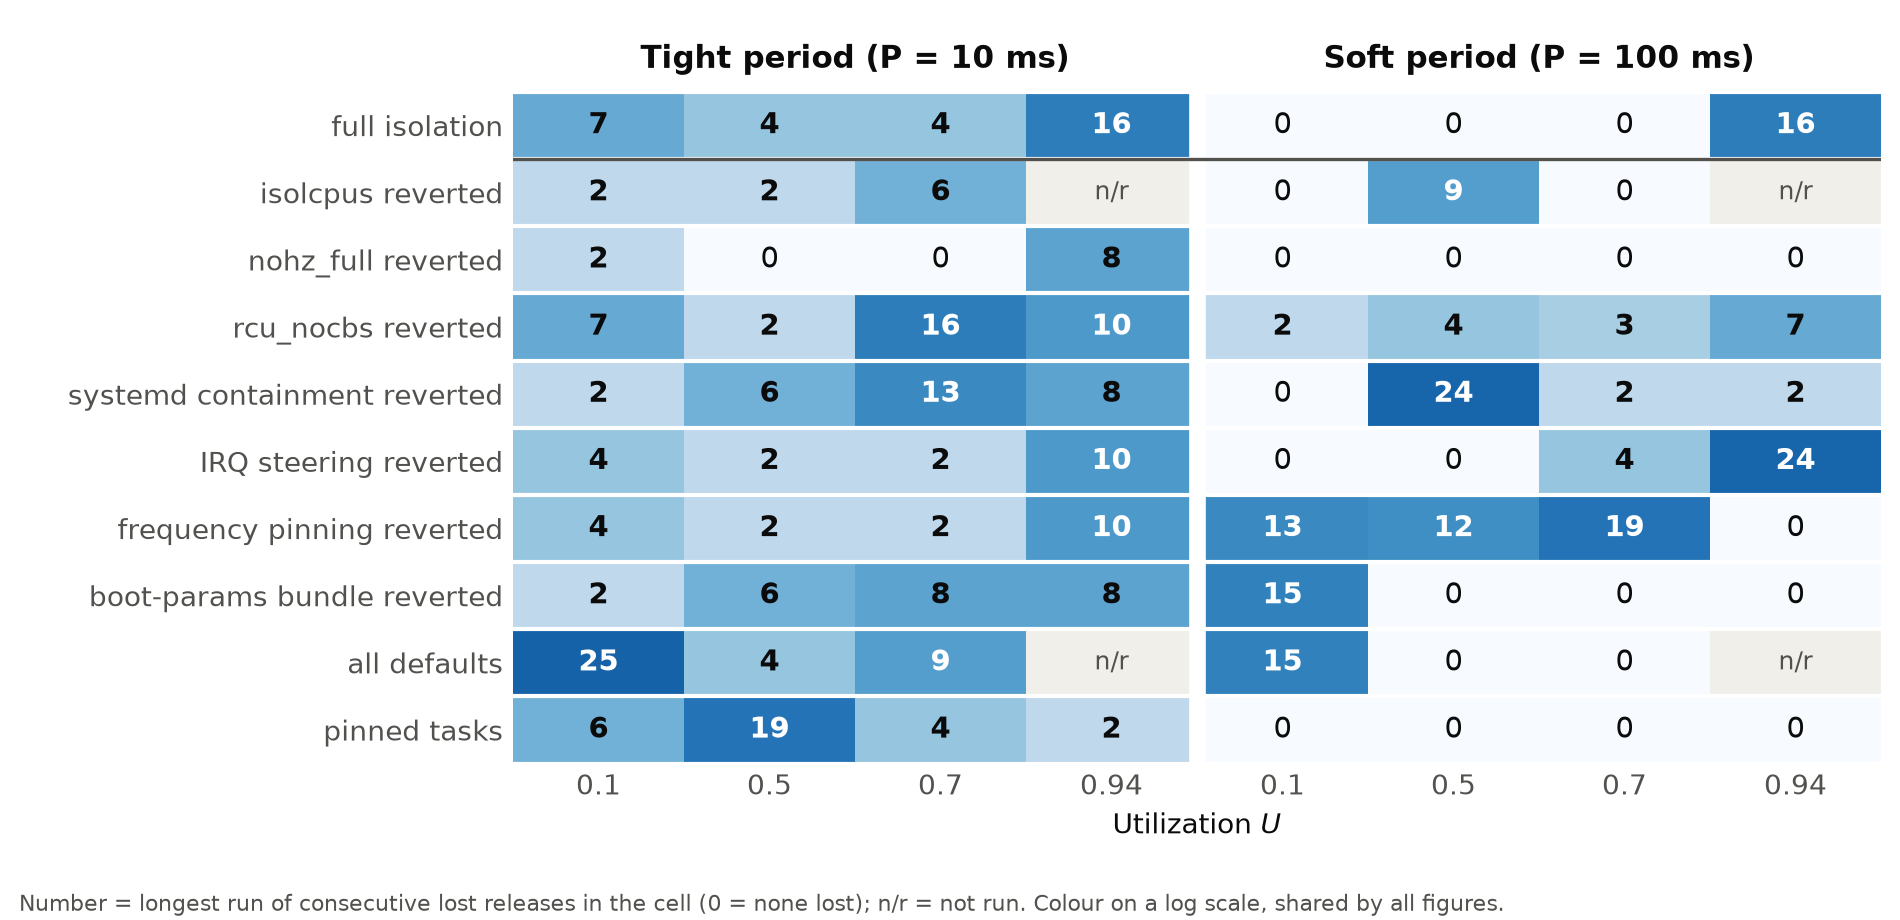 Tight period (P = 10 ms) Soft period (P = 100 ms)
full isolation 7 4 4 16 0 0 0 16
isolcpus reverted 2 2 6 n/r 0 9 0 n/r
nohz_full reverted 2 0 0 8 0 0 0 0
rcu_nocbs reverted 7 2 16 10 2 4 3 7
systemd containment reverted 2 6 13 8 0 24 2 2
IRQ steering reverted 4 2 2 10 0 0 4 24
frequency pinning reverted 4 2 2 10 13 12 19 0
boot-params bundle reverted 2 6 8 8 15 0 0 0
all defaults 25 4 9 n/r 15 0 0 n/r
pinned tasks 6 19 4 2 0 0 0 0
0.1 0.5 0.7 0.94 0.1 0.5 0.7 0.94
Utilization U
Number = longest run of consecutive lost releases in the cell (0 = none lost); n/r = not run. Colour on a log scale, shared by all figures.